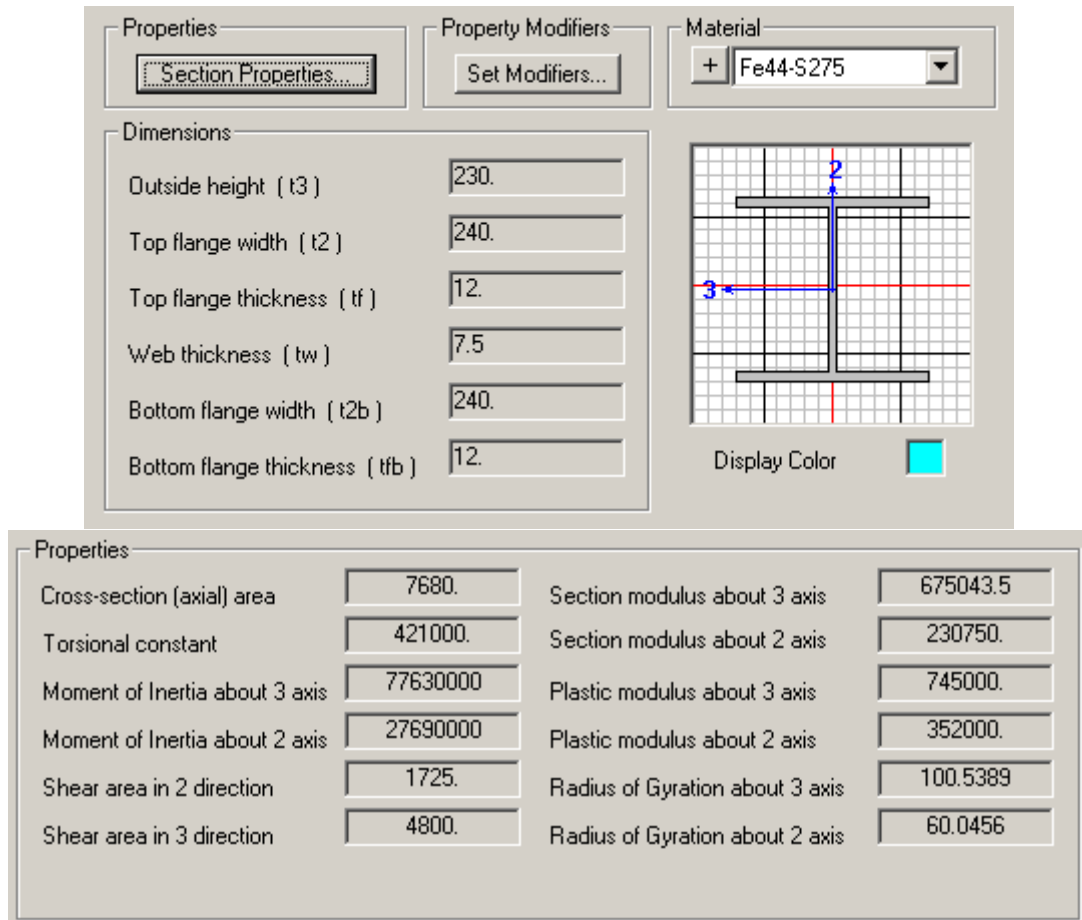 Properties
Property Modifiers
Material
Section Properties...
Set Modifiers...
+
Fe44-S275
Dimensions
Outside height ( t3 ) 230.
Top flange width ( t2 ) 240.
Top flange thickness ( tf ) 12.
Web thickness ( tw ) 7.5
Bottom flange width ( t2b ) 240.
Bottom flange thickness ( tfb ) 12.
2
3
Display Color
Properties
Cross-section (axial) area 7680. Section modulus about 3 axis 675043.5
Torsional constant 421000. Section modulus about 2 axis 230750.
Moment of Inertia about 3 axis 77630000 Plastic modulus about 3 axis 745000.
Moment of Inertia about 2 axis 27690000 Plastic modulus about 2 axis 352000.
Shear area in 2 direction 1725. Radius of Gyration about 3 axis 100.5389
Shear area in 3 direction 4800. Radius of Gyration about 2 axis 60.0456